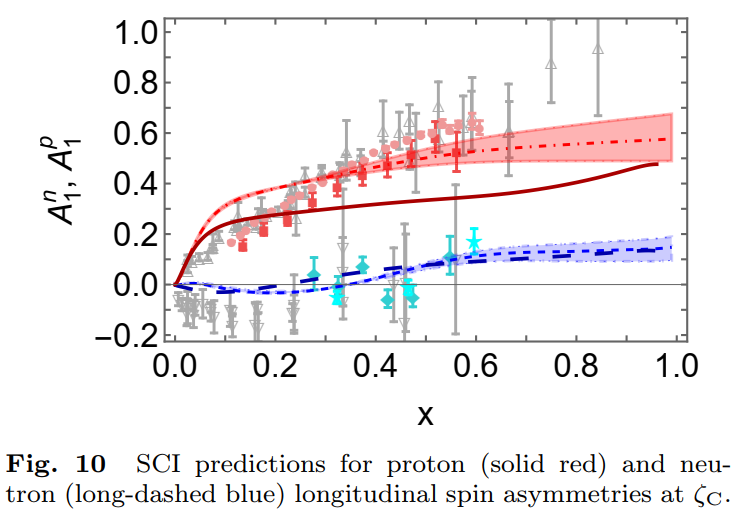 1.0
0.8
0.6
0.4
0.2
0.0
−0.2
A₁ⁿ, A₁ᵖ
0.0 0.2 0.4 0.6 0.8 1.0
x
Fig. 10 SCI predictions for proton (solid red) and neu-
tron (long-dashed blue) longitudinal spin asymmetries at ζ_C.